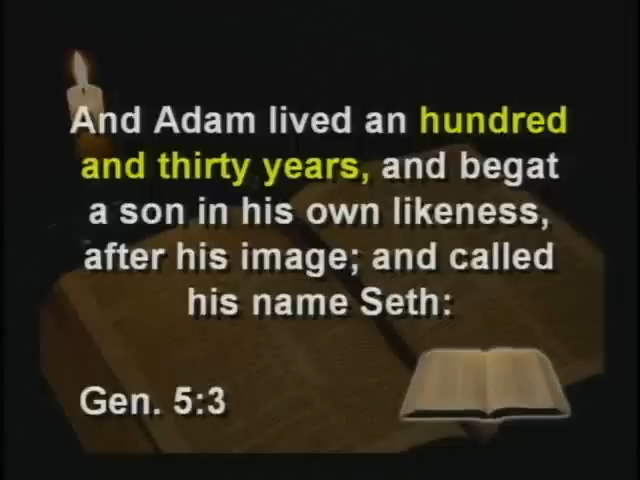 And Adam lived an hundred
and thirty years, and begat
a son in his own likeness,
after his image; and called
his name Seth:
Gen. 5:3